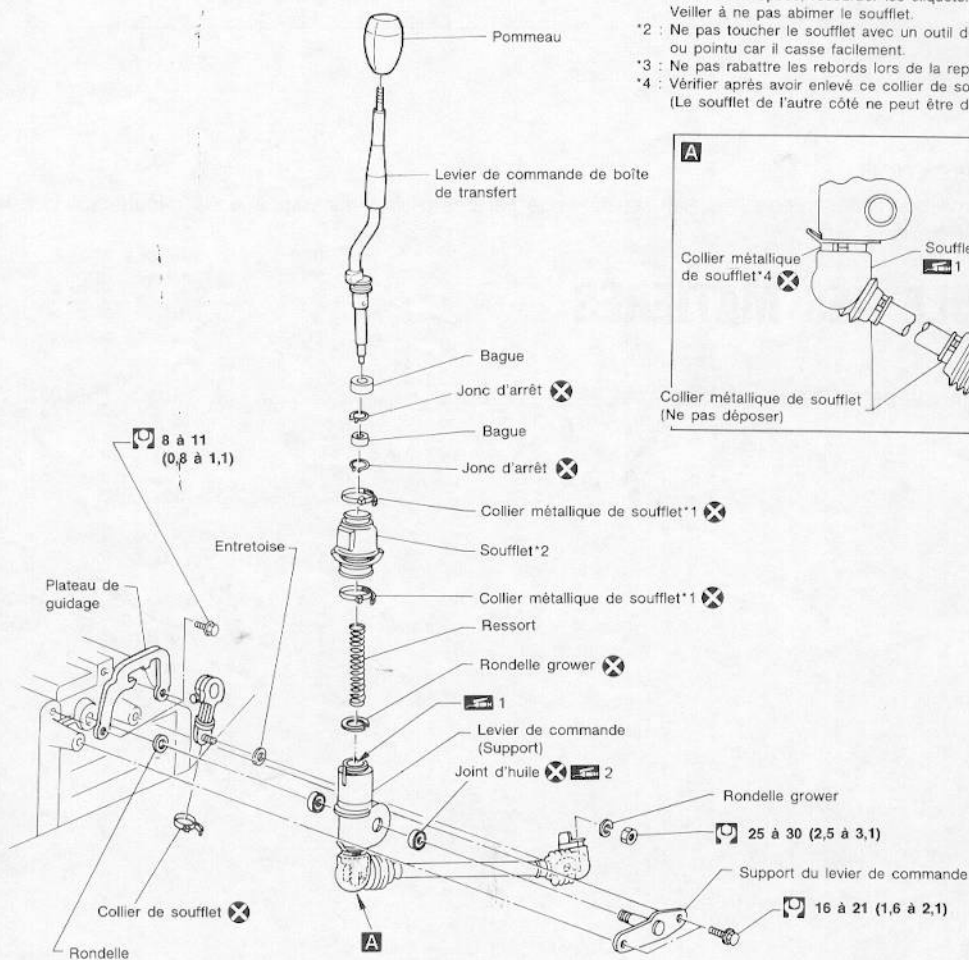 Veiller à ne pas abimer le soufflet.
*2 : Ne pas toucher le soufflet avec un outil
ou pointu car il casse facilement.
*3 : Ne pas rabattre les rebords lors de la
*4 : Vérifier après avoir enlevé ce collier de
(Le soufflet de l'autre côté ne peut être
Pommeau
Levier de commande de boîte
de transfert
A
Collier métallique
de soufflet*4
1
Collier métallique de soufflet
(Ne pas déposer)
Bague
Jonc d'arrêt
Bague
Jonc d'arrêt
8 à 11
(0,8 à 1,1)
Collier métallique de soufflet*1
Entretoise
Soufflet*2
Plateau de
guidage
Collier métallique de soufflet*1
Ressort
Rondelle grower
1
Levier de commande
(Support)
Joint d'huile 2
Rondelle grower
25 à 30 (2,5 à 3,1)
Support du levier de commande
16 à 21 (1,6 à 2,1)
Collier de soufflet
A
Rondelle